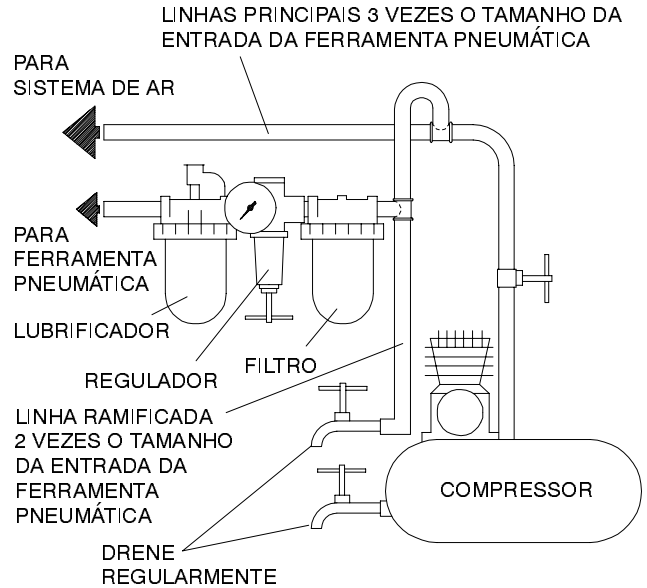 LINHAS PRINCIPAIS 3 VEZES O TAMANHO DA
ENTRADA DA FERRAMENTA PNEUMÁTICA
PARA
SISTEMA DE AR
PARA
FERRAMENTA
PNEUMÁTICA
LUBRIFICADOR
REGULADOR
FILTRO
LINHA RAMIFICADA
2 VEZES O TAMANHO
DA ENTRADA DA
FERRAMENTA
PNEUMÁTICA
COMPRESSOR
DRENE
REGULARMENTE